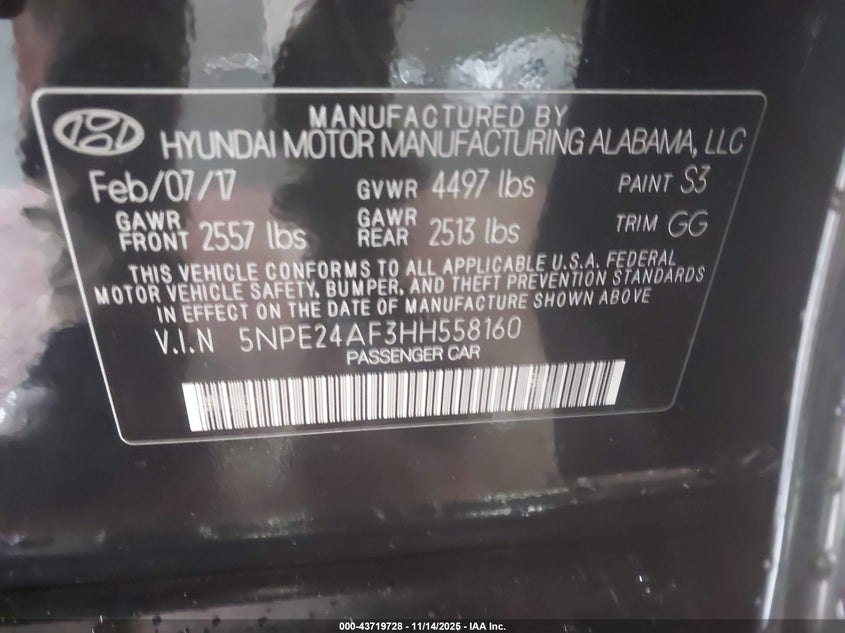 MANUFACTURED BY
HYUNDAI MOTOR MANUFACTURING ALABAMA, LLC
Feb/07/17 GVWR 4497 lbs PAINT S3
GAWR FRONT 2557 lbs GAWR REAR 2513 lbs TRIM GG
THIS VEHICLE CONFORMS TO ALL APPLICABLE U.S.A. FEDERAL
MOTOR VEHICLE SAFETY, BUMPER, AND THEFT PREVENTION STANDARDS
IN EFFECT ON THE DATE OF MANUFACTURE SHOWN ABOVE
V.I.N 5NPE24AF3HH558160
PASSENGER CAR
000-43719728 - 11/14/2025 - IAA Inc.